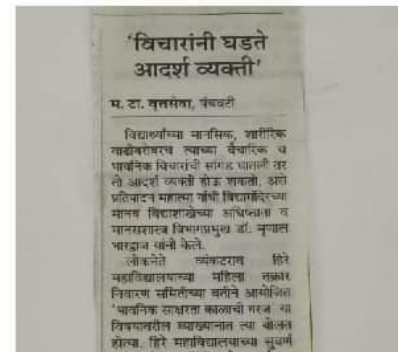 'विचारांनी घडते
आदर्श व्यक्ती'
म. टा. वृत्तसेवा, पंचवटी
विद्यार्थ्यांच्या मानसिक, शारीरिक
वाढीबरोबरच त्याच्या वैचारिक व
भावनिक विचारांची सांगड घातली तर
तो आदर्श व्यक्ती होऊ शकतो, असे
प्रतिपादन महात्मा गांधी विद्यामंदिरच्या
मानव विद्याशाखेच्या अधिष्ठाता व
मानसशास्त्र विभागप्रमुख डॉ. मृणाल
भारद्वाज यांनी केले.
लोकनेते व्यंकटराव हिरे
महाविद्यालयाच्या महिला तक्रार
निवारण समितीच्या वतीने आयोजित
'भावनिक साक्षरता काळाची गरज' या
विषयावरील व्याख्यानात त्या बोलत
होत्या. हिरे महाविद्यालयाच्या सुवर्ण